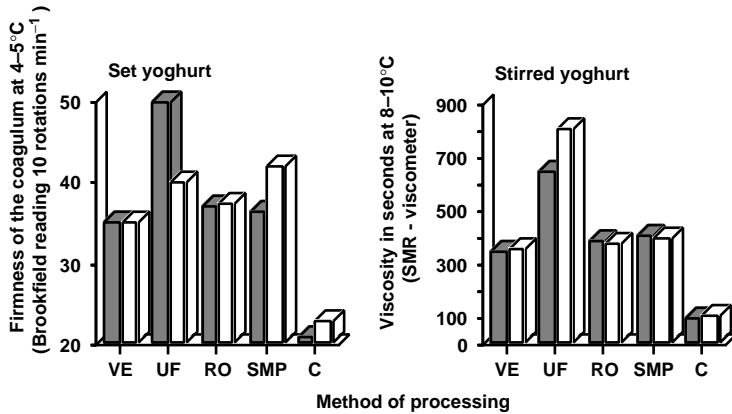 Set yoghurt
Firmness of the coagulum at 4–5°C
(Brookfield reading 10 rotations min⁻¹)
50
40
30
20
VE UF RO SMP C
Stirred yoghurt
Viscosity in seconds at 8–10°C
(SMR - viscometer)
900
700
500
300
100
0
VE UF RO SMP C
Method of processing